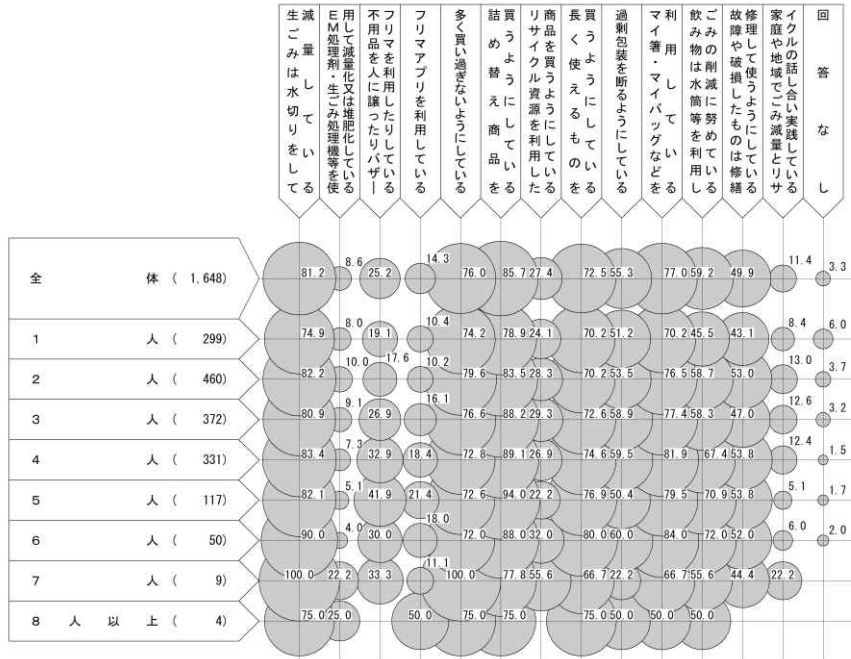 生ごみは水切りをして
減量している
EM処理剤・生ごみ処理機等を使
用して減量化又は堆肥化している
不用品を人に譲ったりバザー
フリマを利用したりしている
フリマアプリを利用している
多く買い過ぎないようにしている
詰め替え商品を
買うようにしている
リサイクル資源を利用した
商品を買うようにしている
長く使えるものを
買うようにしている
過剰包装を断るようにしている
マイ箸・マイバッグなどを
利用している
飲み物は水筒等を利用し
ごみの削減に努めている
故障や破損したものは修繕
修理して使うようにしている
家庭や地域でごみ減量とリサ
イクルの話し合い実践している
回答なし
全体 (1,648) 81.2 8.6 25.2 14.3 76.0 85.7 27.4 72.5 55.3 77.0 59.2 49.9 11.4 3.3
1人 (299) 74.9 8.0 19.1 10.4 74.2 78.9 24.1 70.2 51.2 70.2 45.5 43.1 8.4 6.0
2人 (460) 82.2 10.0 17.6 10.2 79.6 83.5 28.3 70.2 53.5 76.5 58.7 53.0 13.0 3.7
3人 (372) 80.9 9.1 26.9 16.1 76.6 88.2 29.3 72.6 58.9 77.4 58.3 47.0 12.6 3.2
4人 (331) 83.4 7.3 32.9 18.4 72.8 89.1 26.9 74.6 59.5 81.9 67.4 53.8 12.4 1.5
5人 (117) 82.1 5.1 41.9 21.4 72.6 94.0 22.2 76.9 50.4 79.5 70.9 53.8 5.1 1.7
6人 (50) 90.0 4.0 30.0 18.0 72.0 88.0 32.0 80.0 60.0 84.0 72.0 52.0 6.0 2.0
7人 (9) 100.0 22.2 33.3 11.1 100.0 77.8 55.6 66.7 22.2 66.7 55.6 44.4 22.2
8人以上 (4) 75.0 25.0 50.0 75.0 75.0 75.0 50.0 50.0 50.0